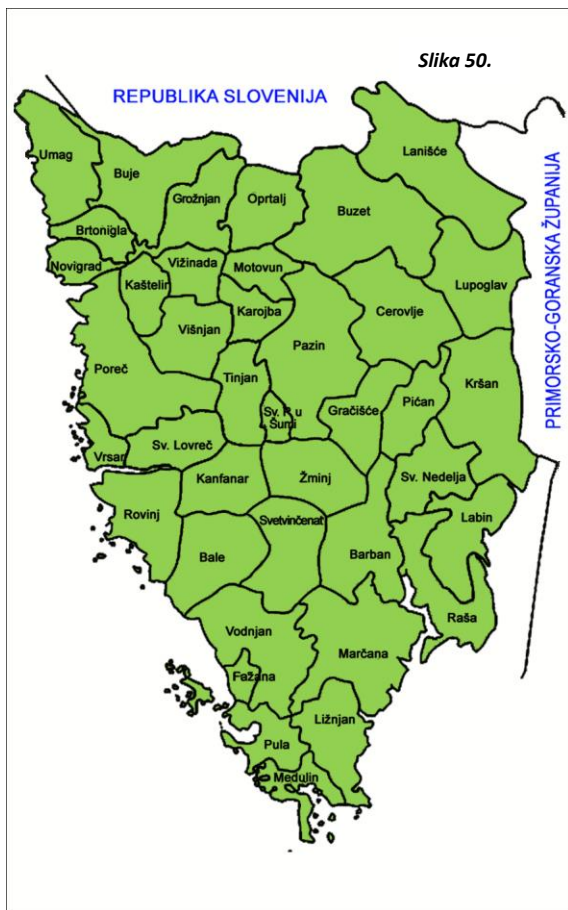 Slika 50.
REPUBLIKA SLOVENIJA
PRIMORSKO-GORANSKA ŽUPANIJA
Umag
Buje
Lanišće
Grožnjan
Oprtalj
Buzet
Brtonigla
Novigrad
Vižinada
Motovun
Kaštelir
Karojba
Cerovlje
Lupoglav
Višnjan
Pazin
Poreč
Tinjan
Sv. P. u
Šumi
Gračišće
Pićan
Kršan
Vrsar
Sv. Lovreč
Kanfanar
Žminj
Sv. Nedelja
Rovinj
Svetvinčenat
Labin
Bale
Barban
Raša
Vodnjan
Marčana
Fažana
Ližnjan
Pula
Medulin